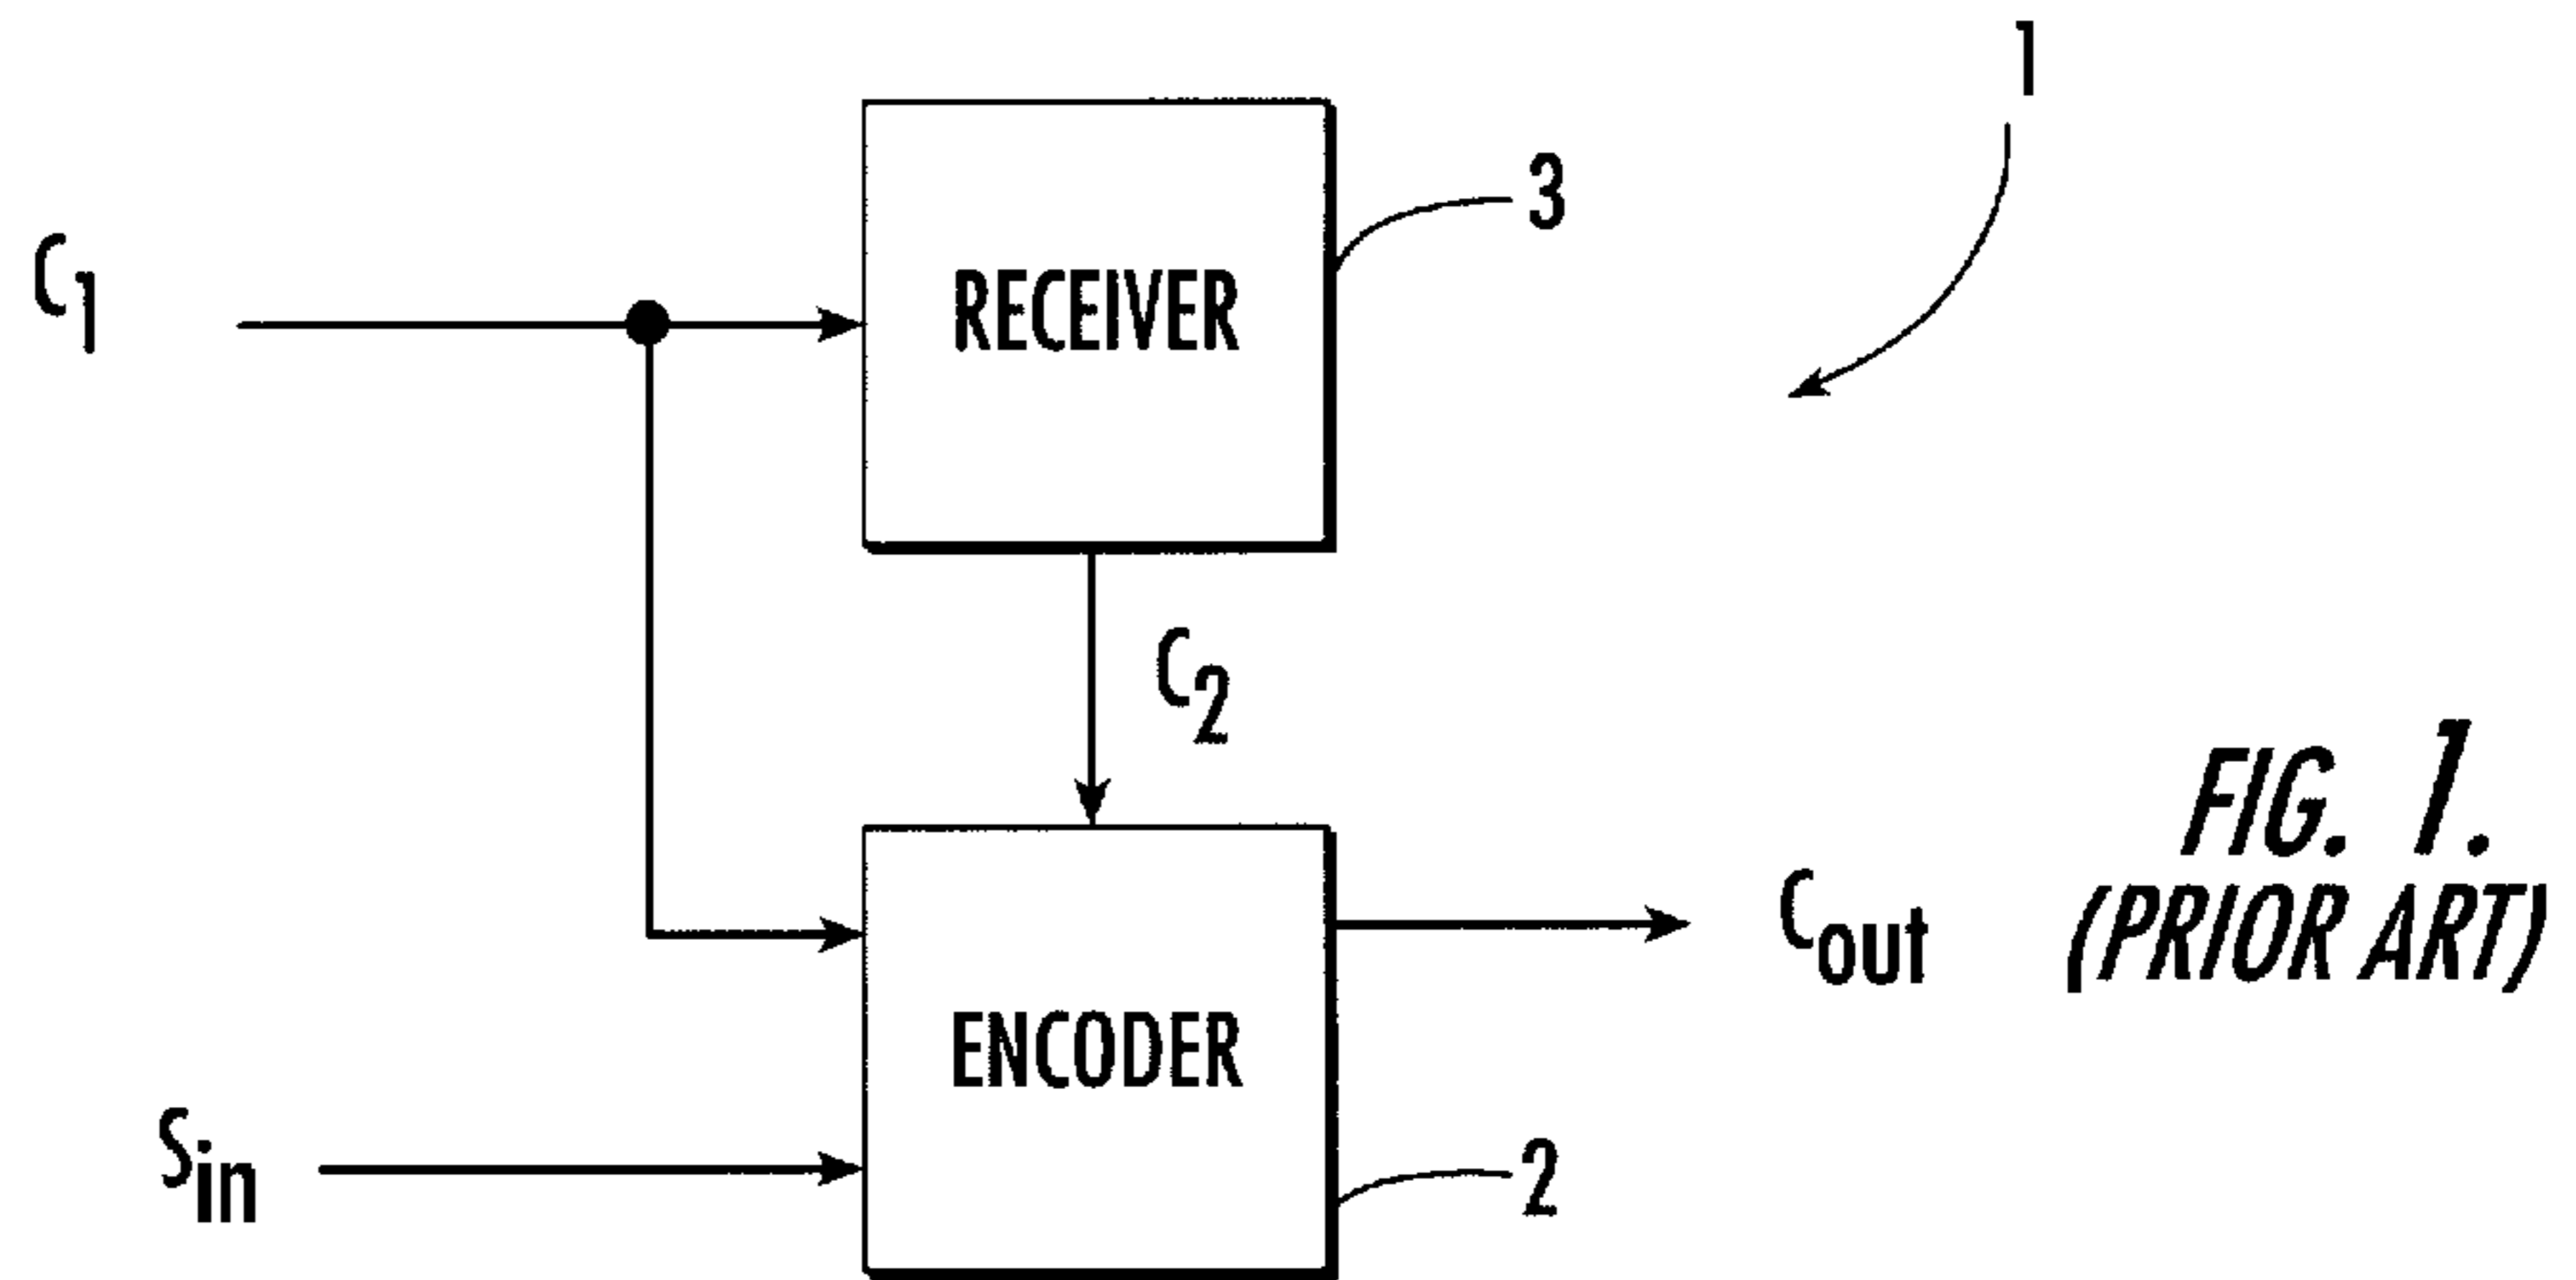 1
3
C1
RECEIVER
C2
FIG. 1.
(PRIOR ART)
Cout
ENCODER
Sin
2